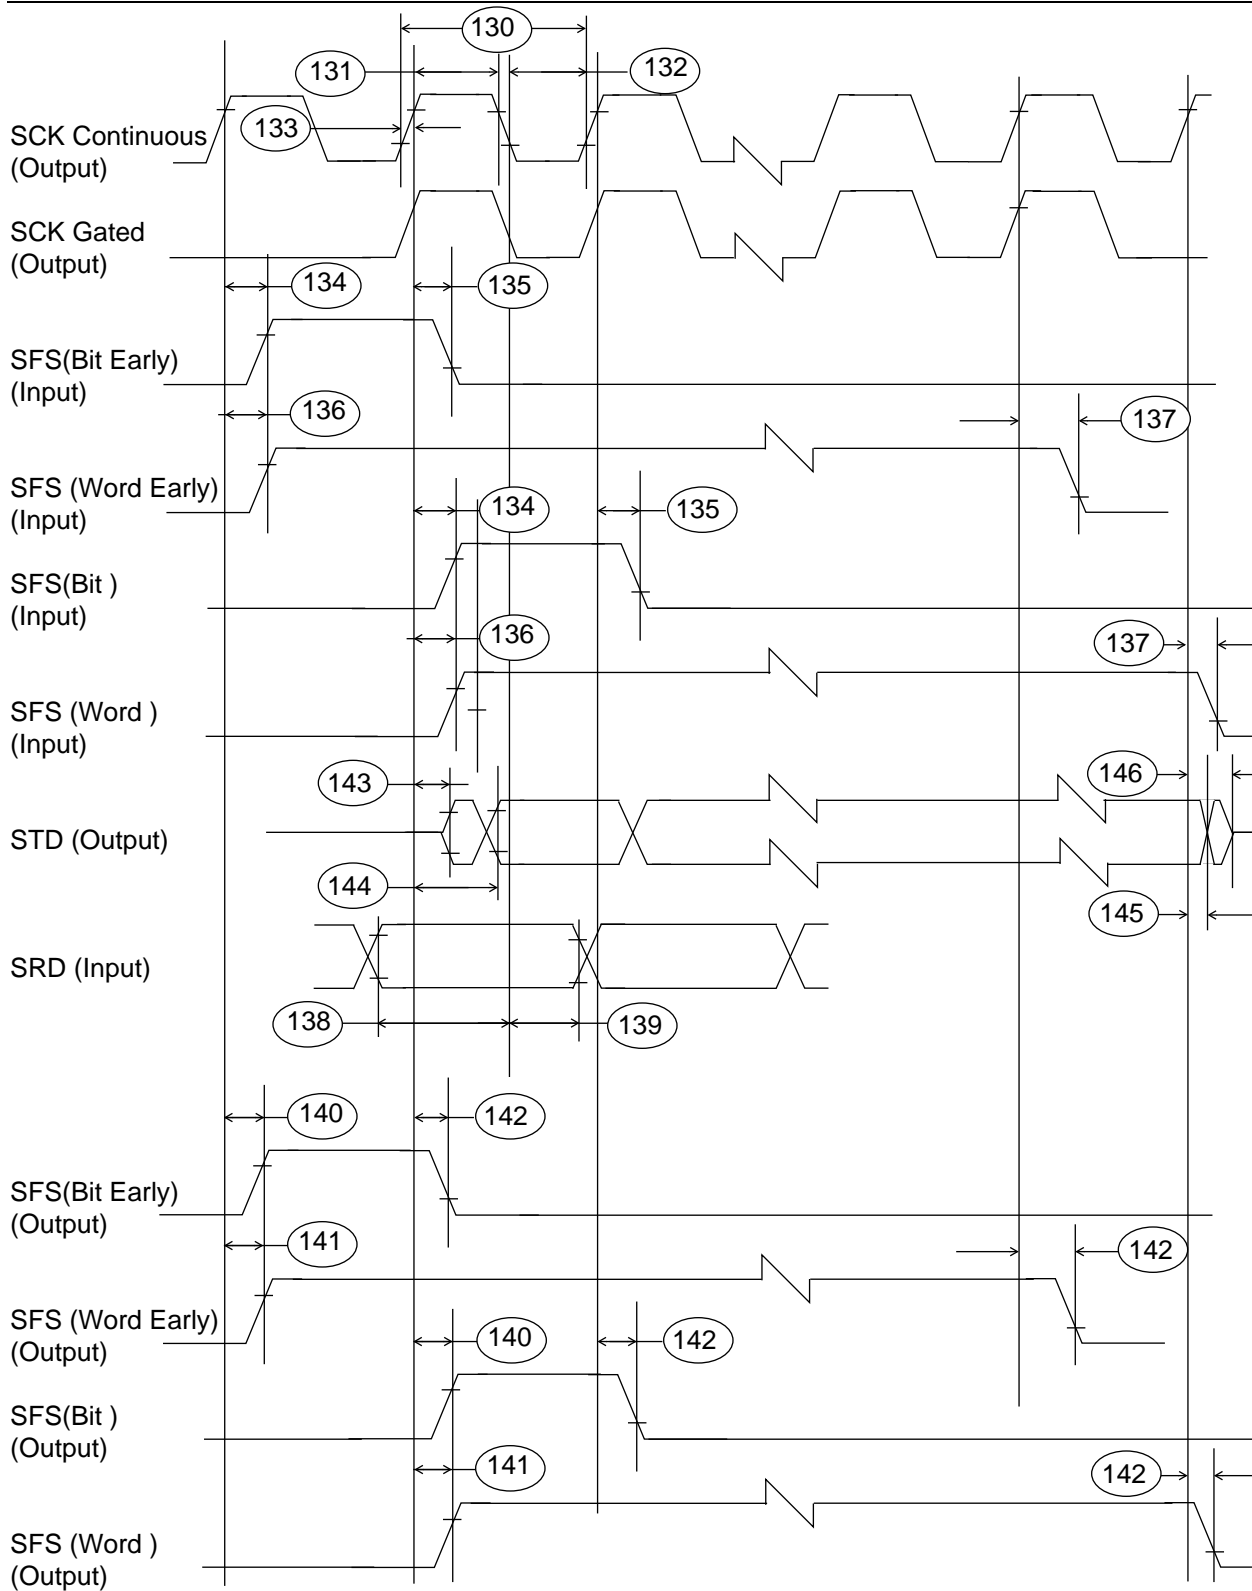 130
131
132
SCK Continuous
(Output)
133
SCK Gated
(Output)
134
135
SFS(Bit Early)
(Input)
136
137
SFS (Word Early)
(Input)
134
135
SFS(Bit )
(Input)
136
137
SFS (Word )
(Input)
143
146
STD (Output)
144
145
SRD (Input)
138
139
140
142
SFS(Bit Early)
(Output)
141
142
SFS (Word Early)
(Output)
140
142
SFS(Bit )
(Output)
141
142
SFS (Word )
(Output)